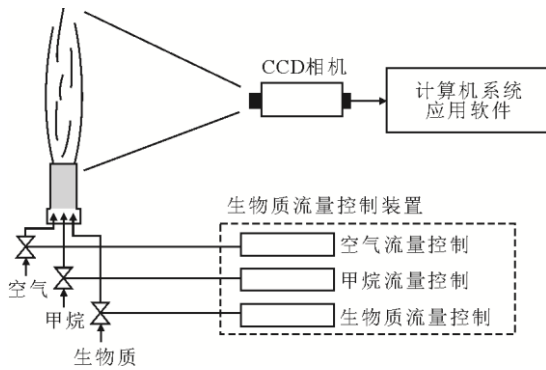 CCD相机
计算机系统
应用软件
生物质流量控制装置
空气流量控制
空气
甲烷流量控制
甲烷
生物质流量控制
生物质